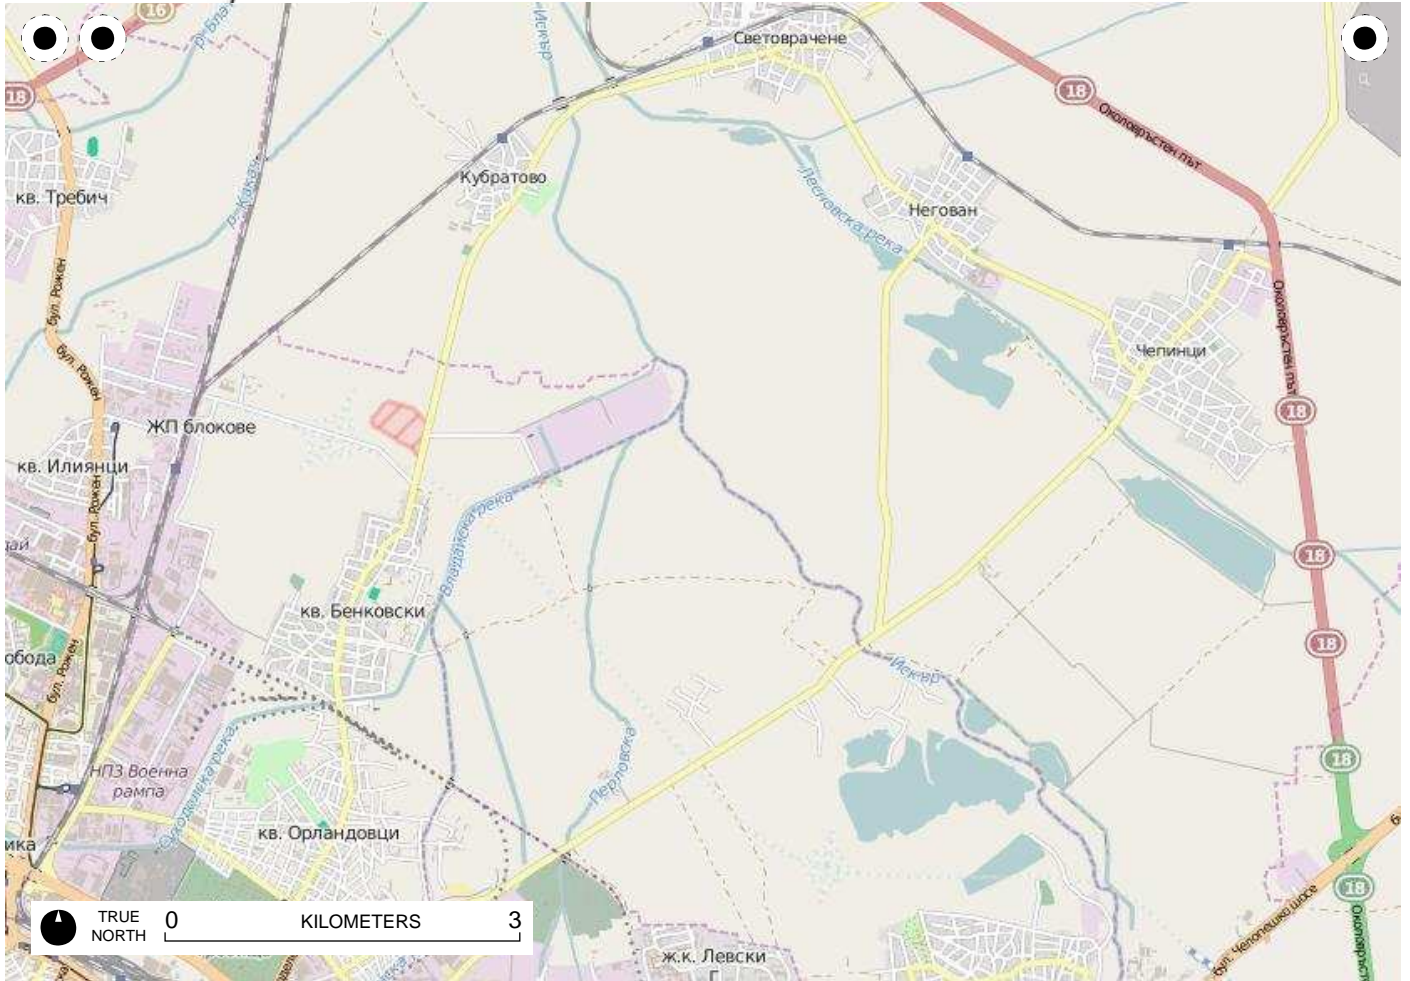 16
р. Бла
Искър
Световрачене
18
18
Околовръстен път
кв. Требич
р. Какач
Кубратово
Лесновска река
Негован
бул. Рожен
Околовръстен път
бул. Рожен
Чепинци
18
ЖП блокове
кв. Илиянци
бул. Рожен
Владайска река
18
кв. Бенковски
обода
бул. Рожен
18
Искър
НПЗ Военна
рампа
Суходолска река
Перловска
18
кв. Орландовци
ика
18
бул. Челопешко шосе
Околовръст
TRUE
NORTH
0
KILOMETERS
3
ж.к. Левски
Г